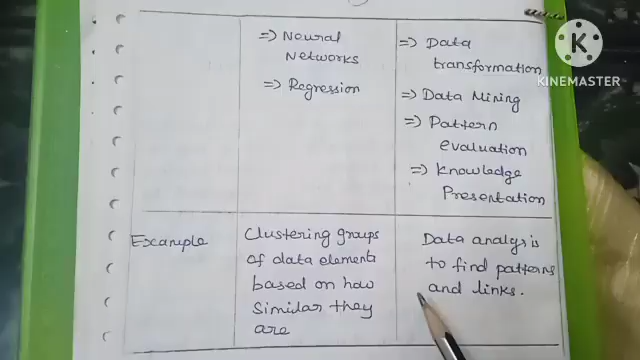 ⇒ Neural
Networks
⇒ Regression
⇒ Data
transformation
⇒ Data Mining
⇒ Pattern
evaluation
⇒ Knowledge
Presentation
Example
Clustering groups
of data elements
based on how
similar they
are
Data analysis
to find patterns
and links.
KINEMASTER